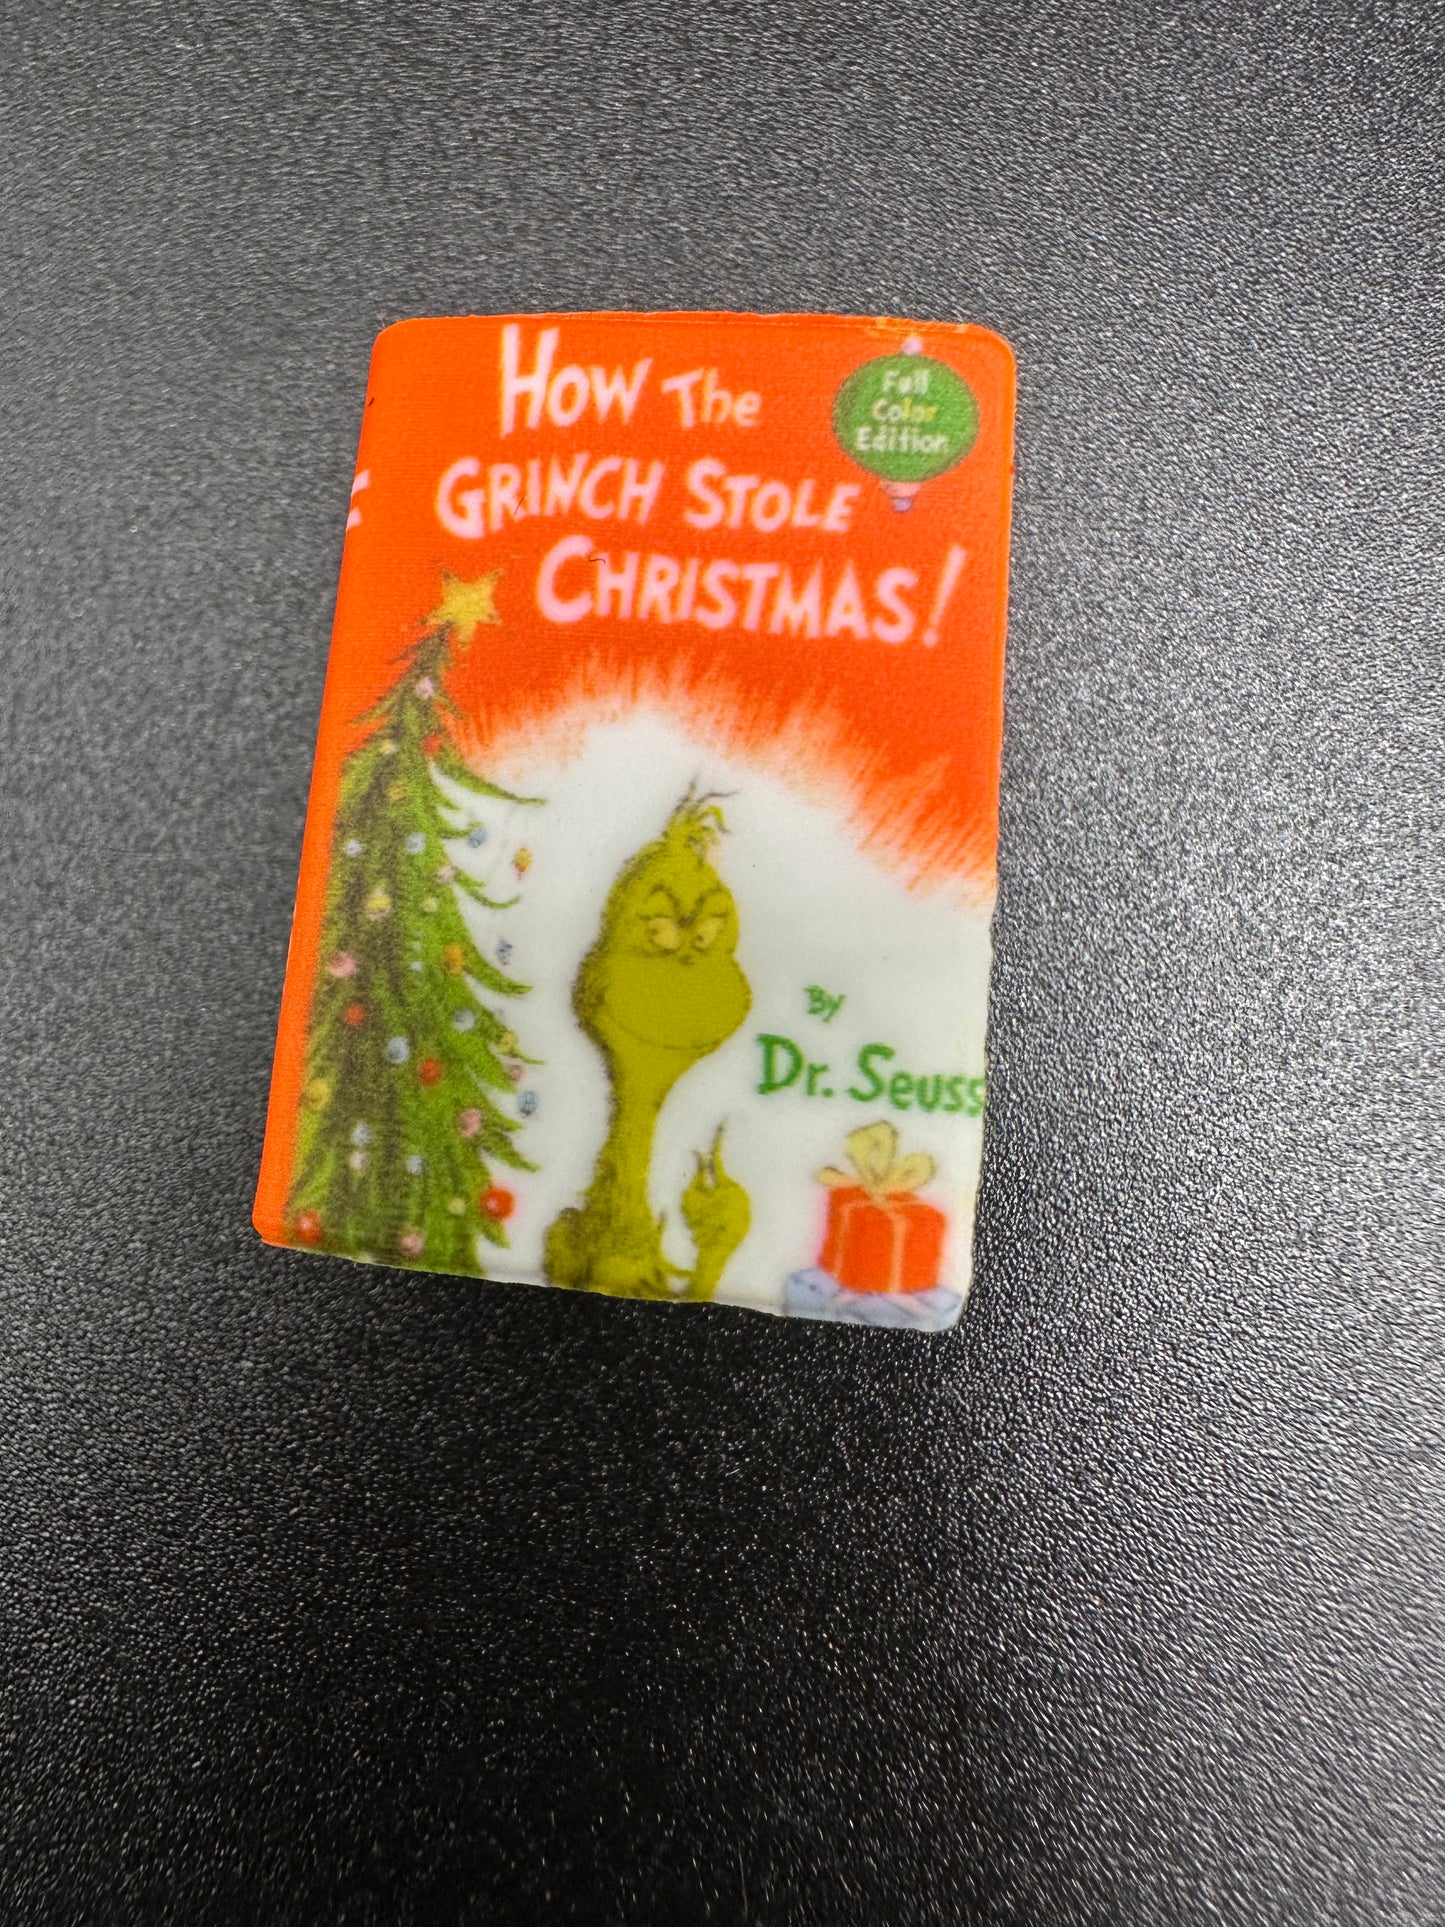 How The
Grinch Stole
Christmas!
Full
Color
Edition
By
Dr. Seuss